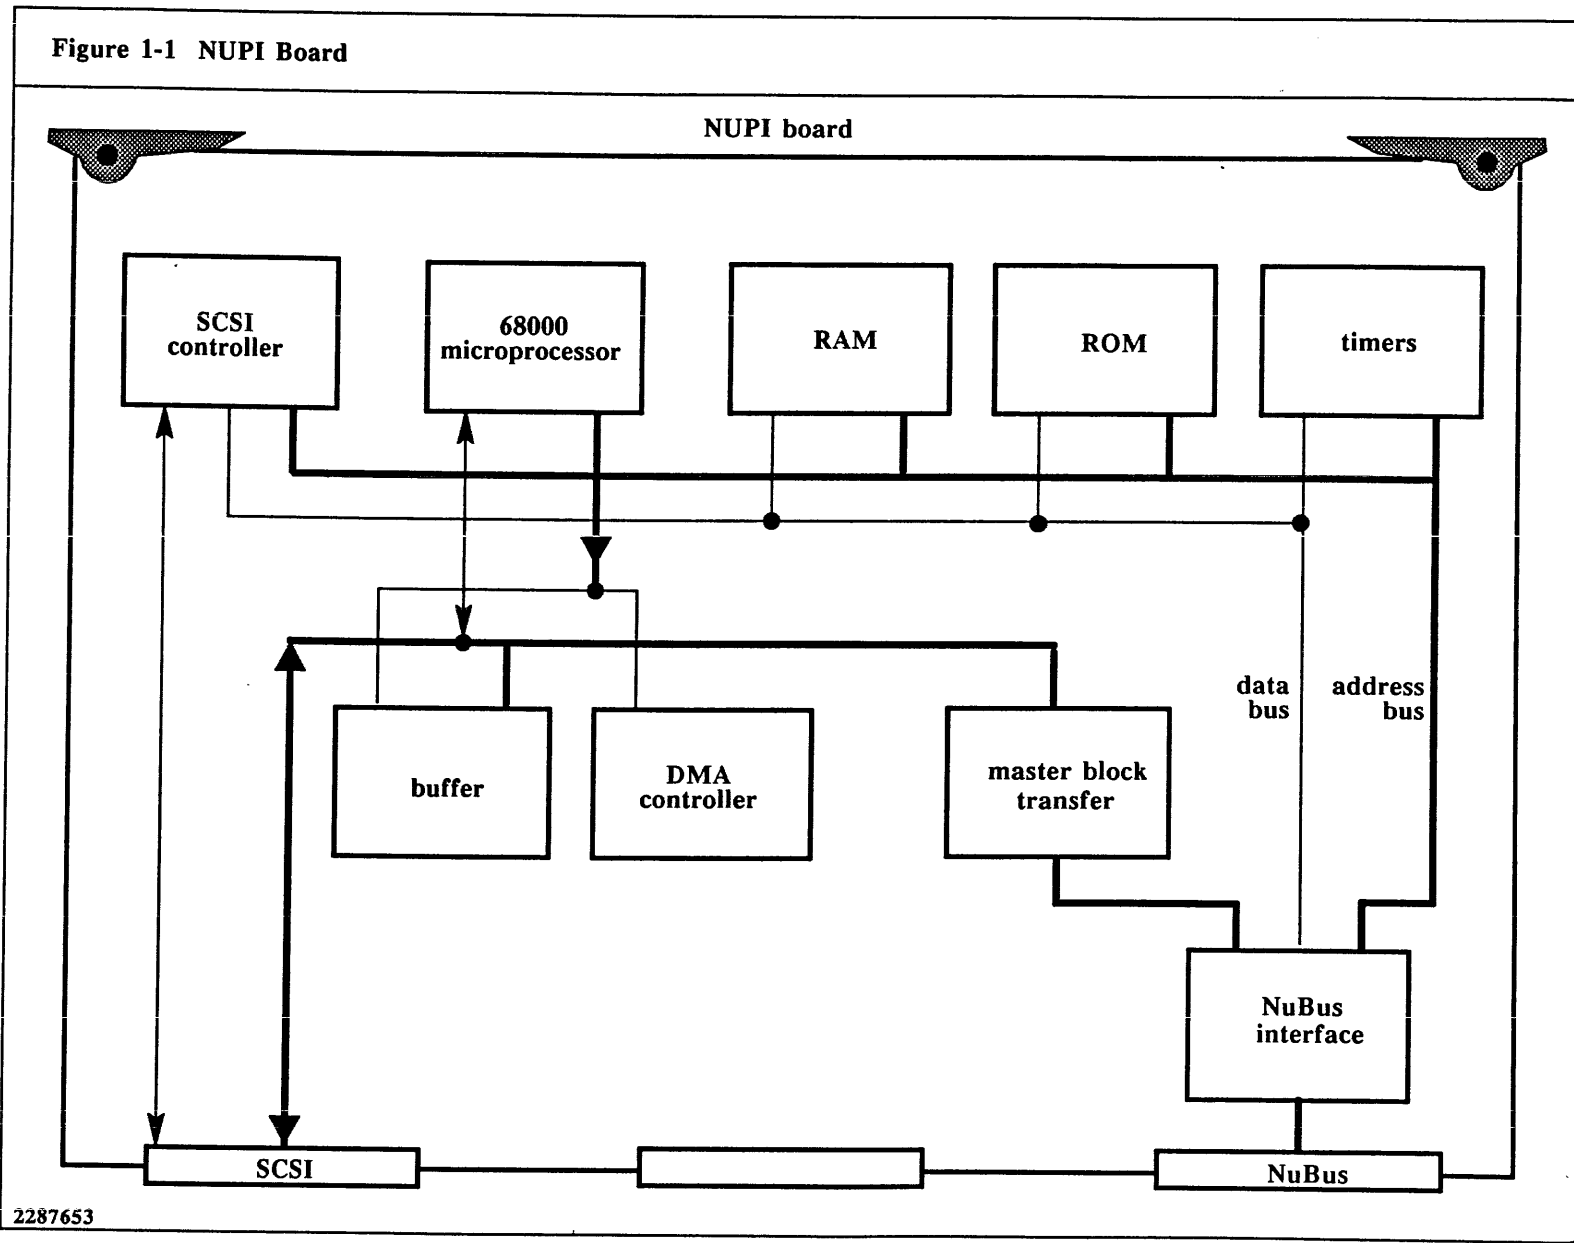 Figure 1-1 NUPI Board
NUPI board
SCSI
controller
68000
microprocessor
RAM
ROM
timers
data
bus
address
bus
buffer
DMA
controller
master block
transfer
NuBus
interface
SCSI
NuBus
2287653